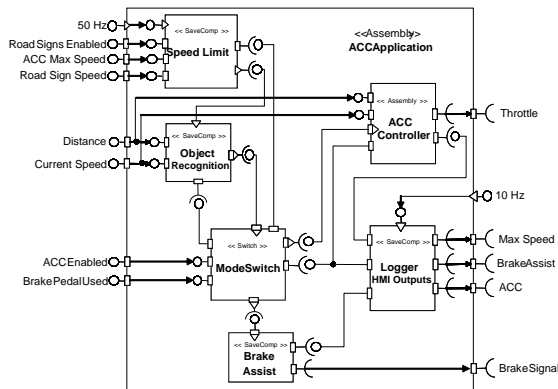 50 Hz
Road Signs Enabled
ACC Max Speed
Road Sign Speed
<< SaveComp >>
Speed Limit
<<Assembly>>
ACCApplication
<< Assembly >>
ACC
Controller
Throttle
Distance
Current Speed
<< SaveComp >>
Object
Recognition
10 Hz
ACCEnabled
BrakePedalUsed
<< Switch >>
ModeSwitch
<< SaveComp >>
Logger
HMI Outputs
Max Speed
BrakeAssist
ACC
<< SaveComp >>
Brake
Assist
BrakeSignal